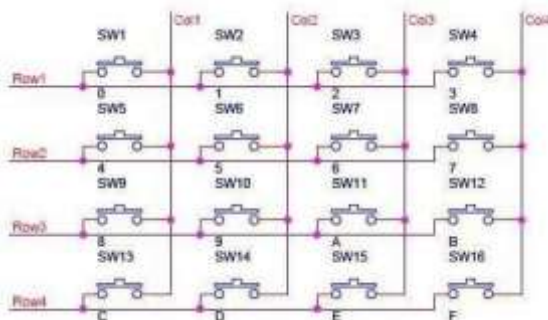 Col1 Col2 Col3 Col4
SW1 SW2 SW3 SW4
Row1
0 1 2 3
SW5 SW6 SW7 SW8
Row2
4 5 6 7
SW9 SW10 SW11 SW12
Row3
8 9 A B
SW13 SW14 SW15 SW16
Row4
C D E F